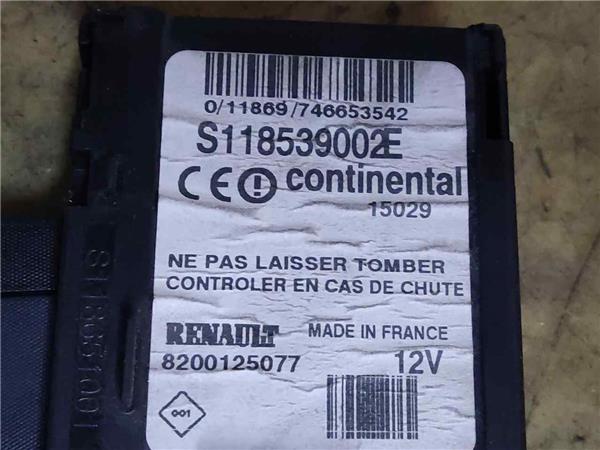 0/11869/746653542
S118539002E
CE continental
15029
NE PAS LAISSER TOMBER
CONTROLER EN CAS DE CHUTE
RENAULT MADE IN FRANCE
8200125077 12V
001